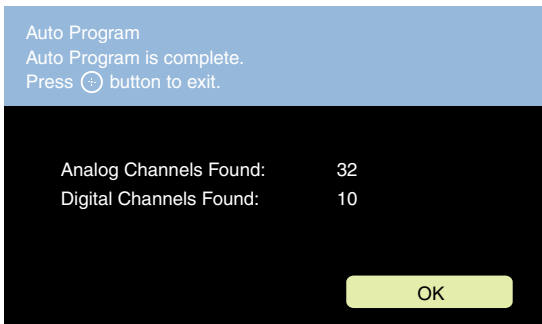 Auto Program
Auto Program is complete.
Press button to exit.
Analog Channels Found: 32
Digital Channels Found: 10
OK